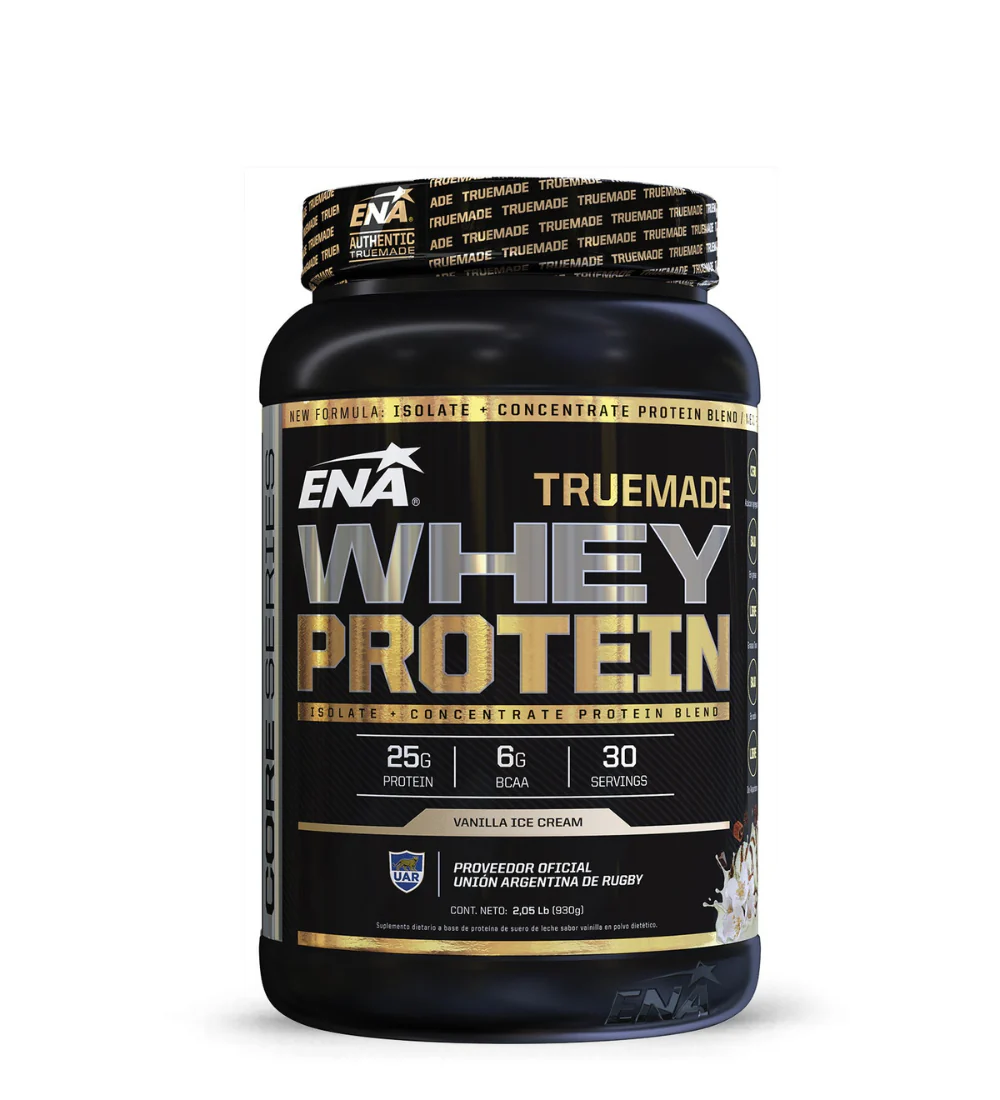 ENA
AUTHENTIC
TRUEMADE
TRUEMADE TRUEMADE TRUEMADE TRUEMADE
NEW FORMULA: ISOLATE + CONCENTRATE PROTEIN BLEND /
CORE SERIES
ENA®
TRUEMADE
WHEY
PROTEIN
ISOLATE + CONCENTRATE PROTEIN BLEND
25G
PROTEIN
6G
BCAA
30
SERVINGS
VANILLA ICE CREAM
UAR
PROVEEDOR OFICIAL
UNIÓN ARGENTINA DE RUGBY
CONT. NETO: 2,05 Lb (930g)
Suplemento dietario a base de proteína de suero de leche sabor vainilla en polvo dietético.
ENA